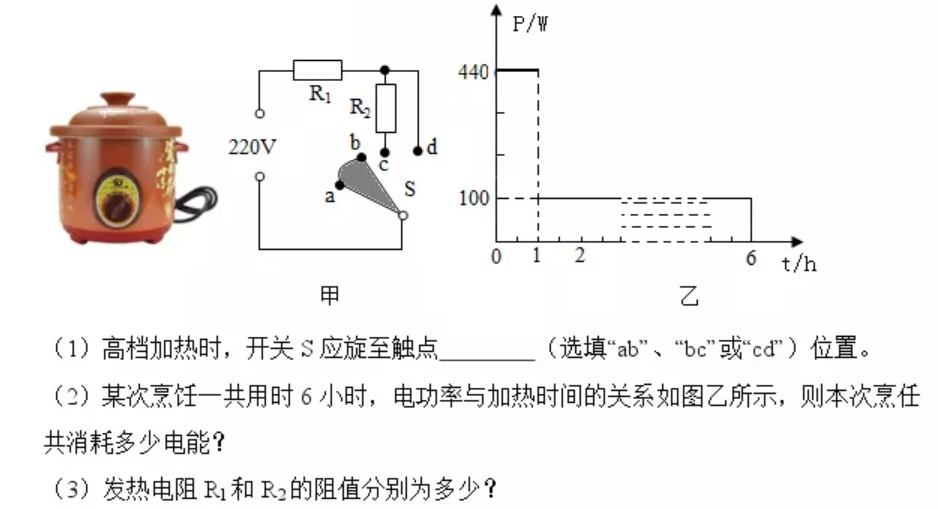 P/W
440
R₁
R₂
220V
b
c
d
a
S
100
0
1
2
6
t/h
甲
乙
（1）高档加热时，开关S应旋至触点________（选填“ab”、“bc”或“cd”）位置。
（2）某次烹饪一共用时6小时，电功率与加热时间的关系如图乙所示，则本次烹任
共消耗多少电能？
（3）发热电阻R₁和R₂的阻值分别为多少？